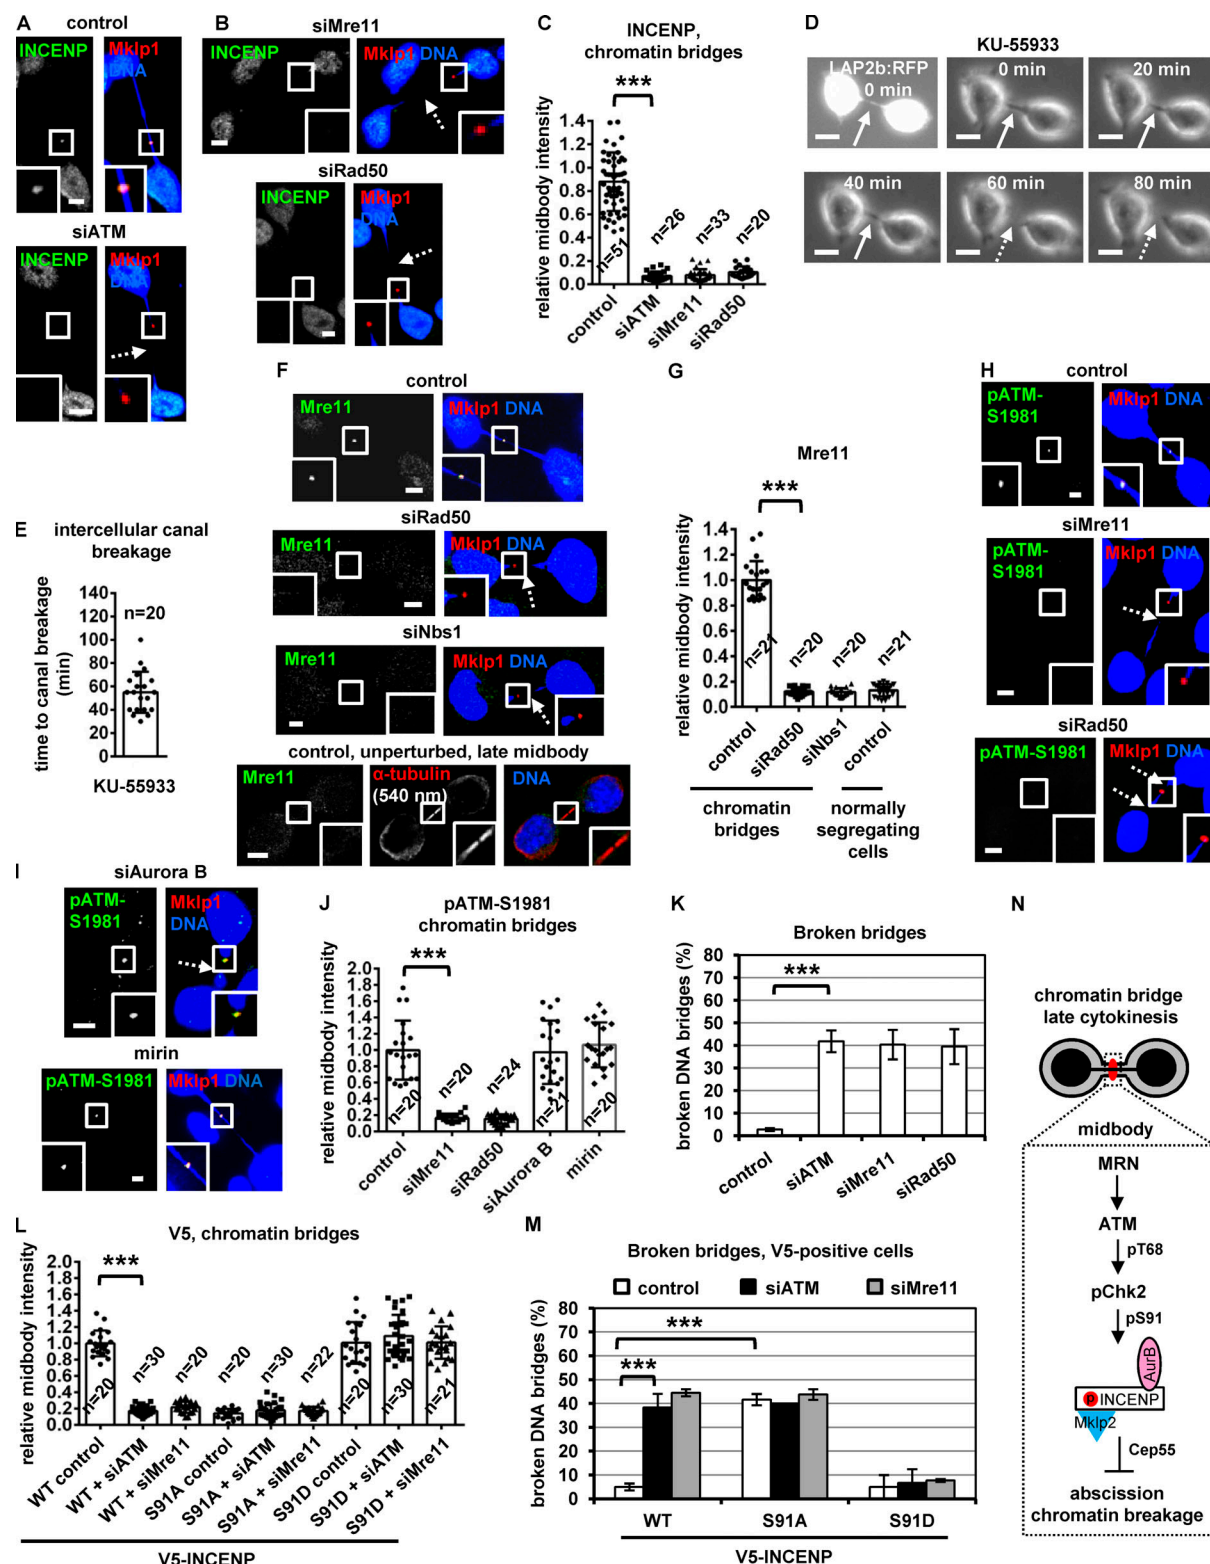 A
control
INCENP
Mklp1
DNA
siATM
INCENP
Mklp1
DNA
B
siMre11
INCENP
Mklp1 DNA
siRad50
INCENP
Mklp1
DNA
C
INCENP,
chromatin bridges
relative midbody intensity
1.4
1.2
1.0
0.8
0.6
0.4
0.2
0.0
***
n=51
n=26
n=33
n=20
control
siATM
siMre11
siRad50
D
KU-55933
LAP2b:RFP
0 min
0 min
20 min
40 min
60 min
80 min
E
intercellular canal
breakage
time to canal breakage
(min)
140
120
100
80
60
40
20
0
n=20
KU-55933
F
control
Mre11
Mklp1 DNA
siRad50
Mre11
Mklp1 DNA
siNbs1
Mre11
Mklp1 DNA
control, unperturbed, late midbody
Mre11
α-tubulin
(540 nm)
DNA
G
Mre11
relative midbody intensity
1.4
1.2
1.0
0.8
0.6
0.4
0.2
0.0
***
n=21
n=20
n=20
n=21
control
siRad50
siNbs1
control
chromatin
bridges
normally
segregating
cells
H
control
pATM-
S1981
Mklp1 DNA
siMre11
pATM-
S1981
Mklp1 DNA
siRad50
pATM-S1981
Mklp1 DNA
I
siAurora B
pATM-
S1981
Mklp1
DNA
mirin
pATM-S1981
Mklp1 DNA
J
pATM-S1981
chromatin bridges
relative midbody intensity
2.0
1.8
1.6
1.4
1.2
1.0
0.8
0.6
0.4
0.2
0.0
***
n=20
n=20
n=24
n=21
n=20
control
siMre11
siRad50
siAurora B
mirin
K
Broken bridges
broken DNA bridges (%)
80
70
60
50
40
30
20
10
0
***
control
siATM
siMre11
siRad50
L
V5, chromatin bridges
relative midbody intensity
2.0
1.8
1.6
1.4
1.2
1.0
0.8
0.6
0.4
0.2
0.0
***
n=20
n=30
n=20
n=20
n=30
n=22
n=20
n=30
n=21
WT control
WT + siATM
WT + siMre11
S91A control
S91A + siATM
S91A + siMre11
S91D control
S91D + siATM
S91D + siMre11
V5-INCENP
M
Broken bridges, V5-positive cells
control
siATM
siMre11
broken DNA bridges (%)
80
70
60
50
40
30
20
10
0
***
***
WT
S91A
S91D
V5-INCENP
N
chromatin bridge
late cytokinesis
midbody
MRN
ATM
pT68
pChk2
pS91
AurB
p
INCENP
Mklp2
Cep55
abscission
chromatin breakage